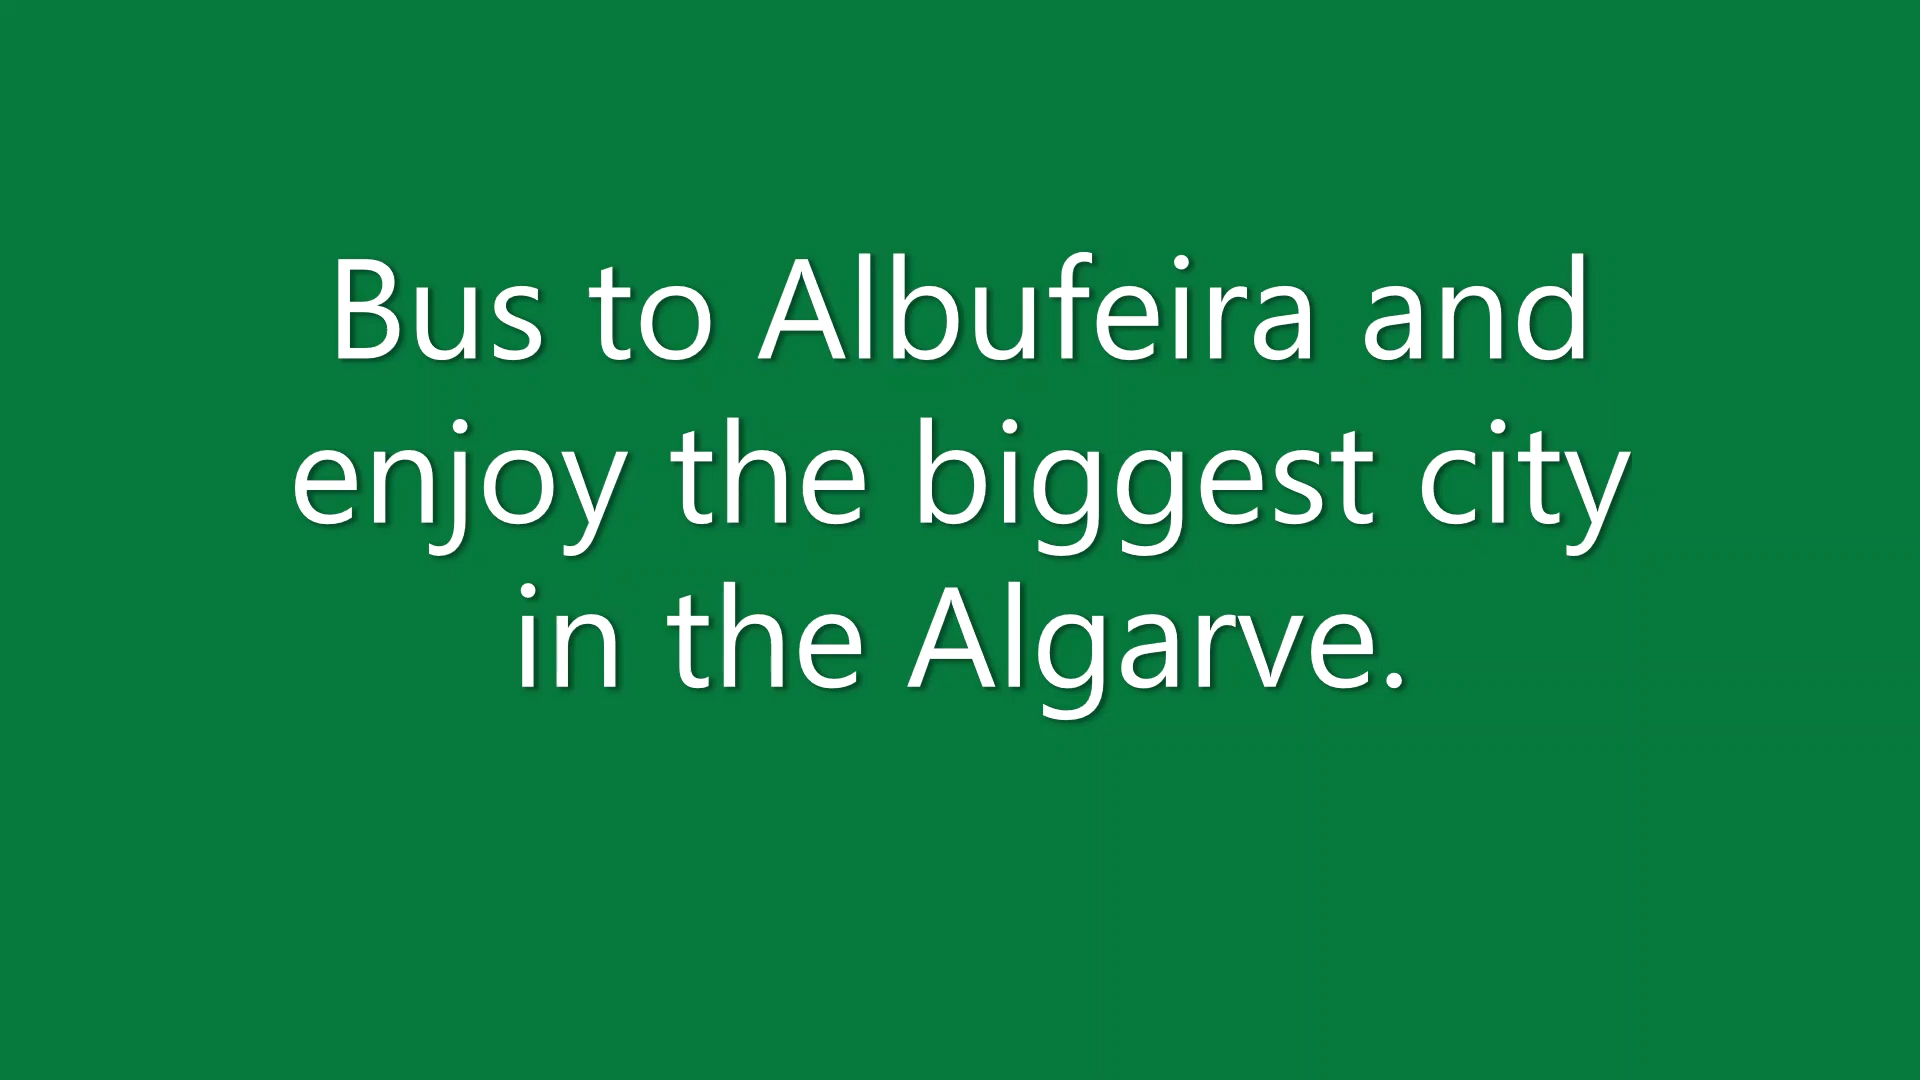 Bus to Albufeira and
enjoy the biggest city
in the Algarve.